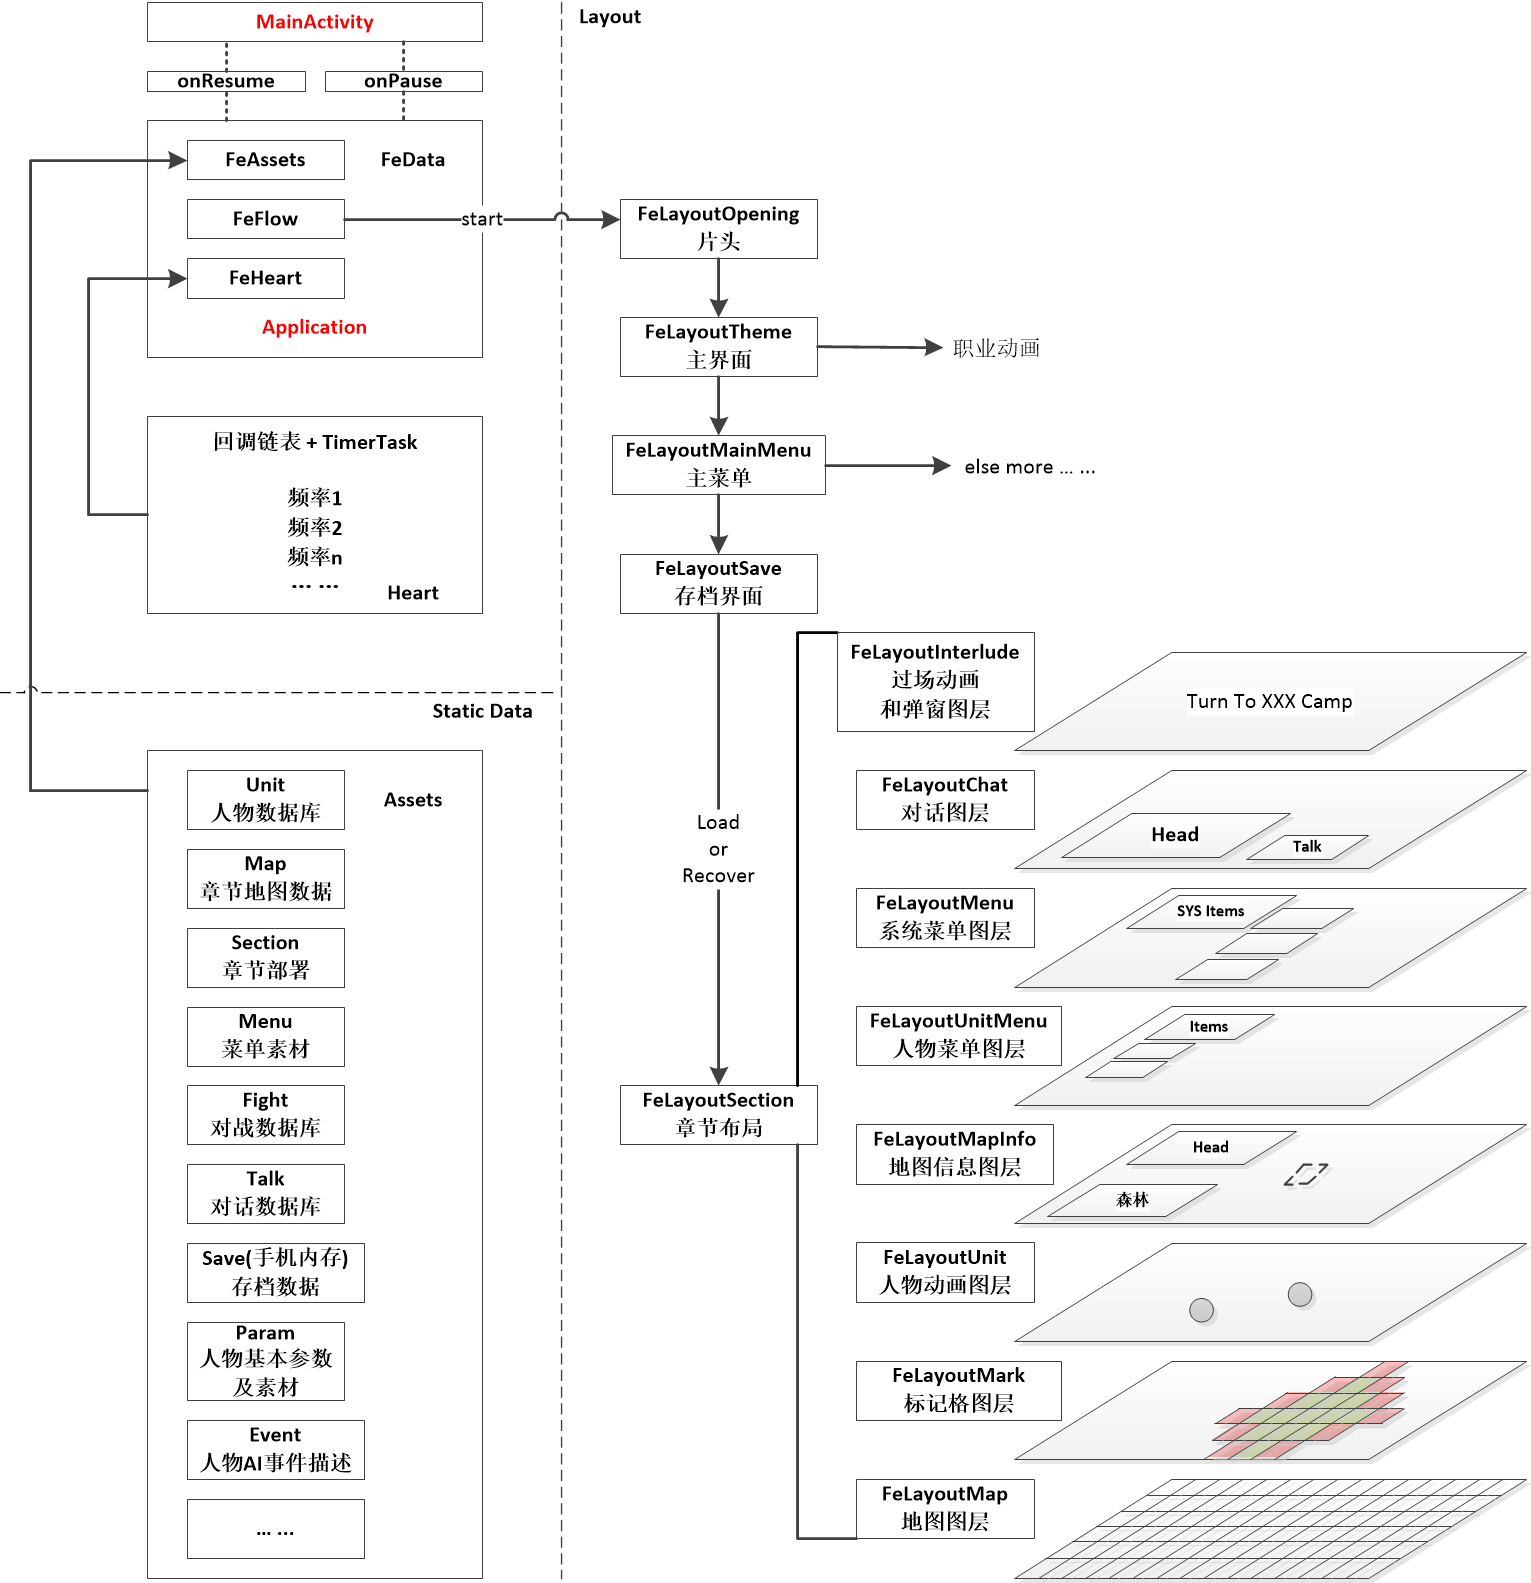 MainActivity
onResume
onPause
FeAssets
FeData
FeFlow
FeHeart
Application
回调链表 + TimerTask
频率1
频率2
频率n
... ...
Heart
Static Data
Assets
Unit
人物数据库
Map
章节地图数据
Section
章节部署
Menu
菜单素材
Fight
对战数据库
Talk
对话数据库
Save(手机内存)
存档数据
Param
人物基本参数
及素材
Event
人物AI事件描述
... ...
Layout
start
FeLayoutOpening
片头
FeLayoutTheme
主界面
职业动画
FeLayoutMainMenu
主菜单
else more ... ...
FeLayoutSave
存档界面
Load
or
Recover
FeLayoutSection
章节布局
FeLayoutInterlude
过场动画
和弹窗图层
Turn To XXX Camp
FeLayoutChat
对话图层
Head
Talk
FeLayoutMenu
系统菜单图层
SYS Items
FeLayoutUnitMenu
人物菜单图层
Items
FeLayoutMapInfo
地图信息图层
Head
森林
FeLayoutUnit
人物动画图层
FeLayoutMark
标记格图层
FeLayoutMap
地图图层